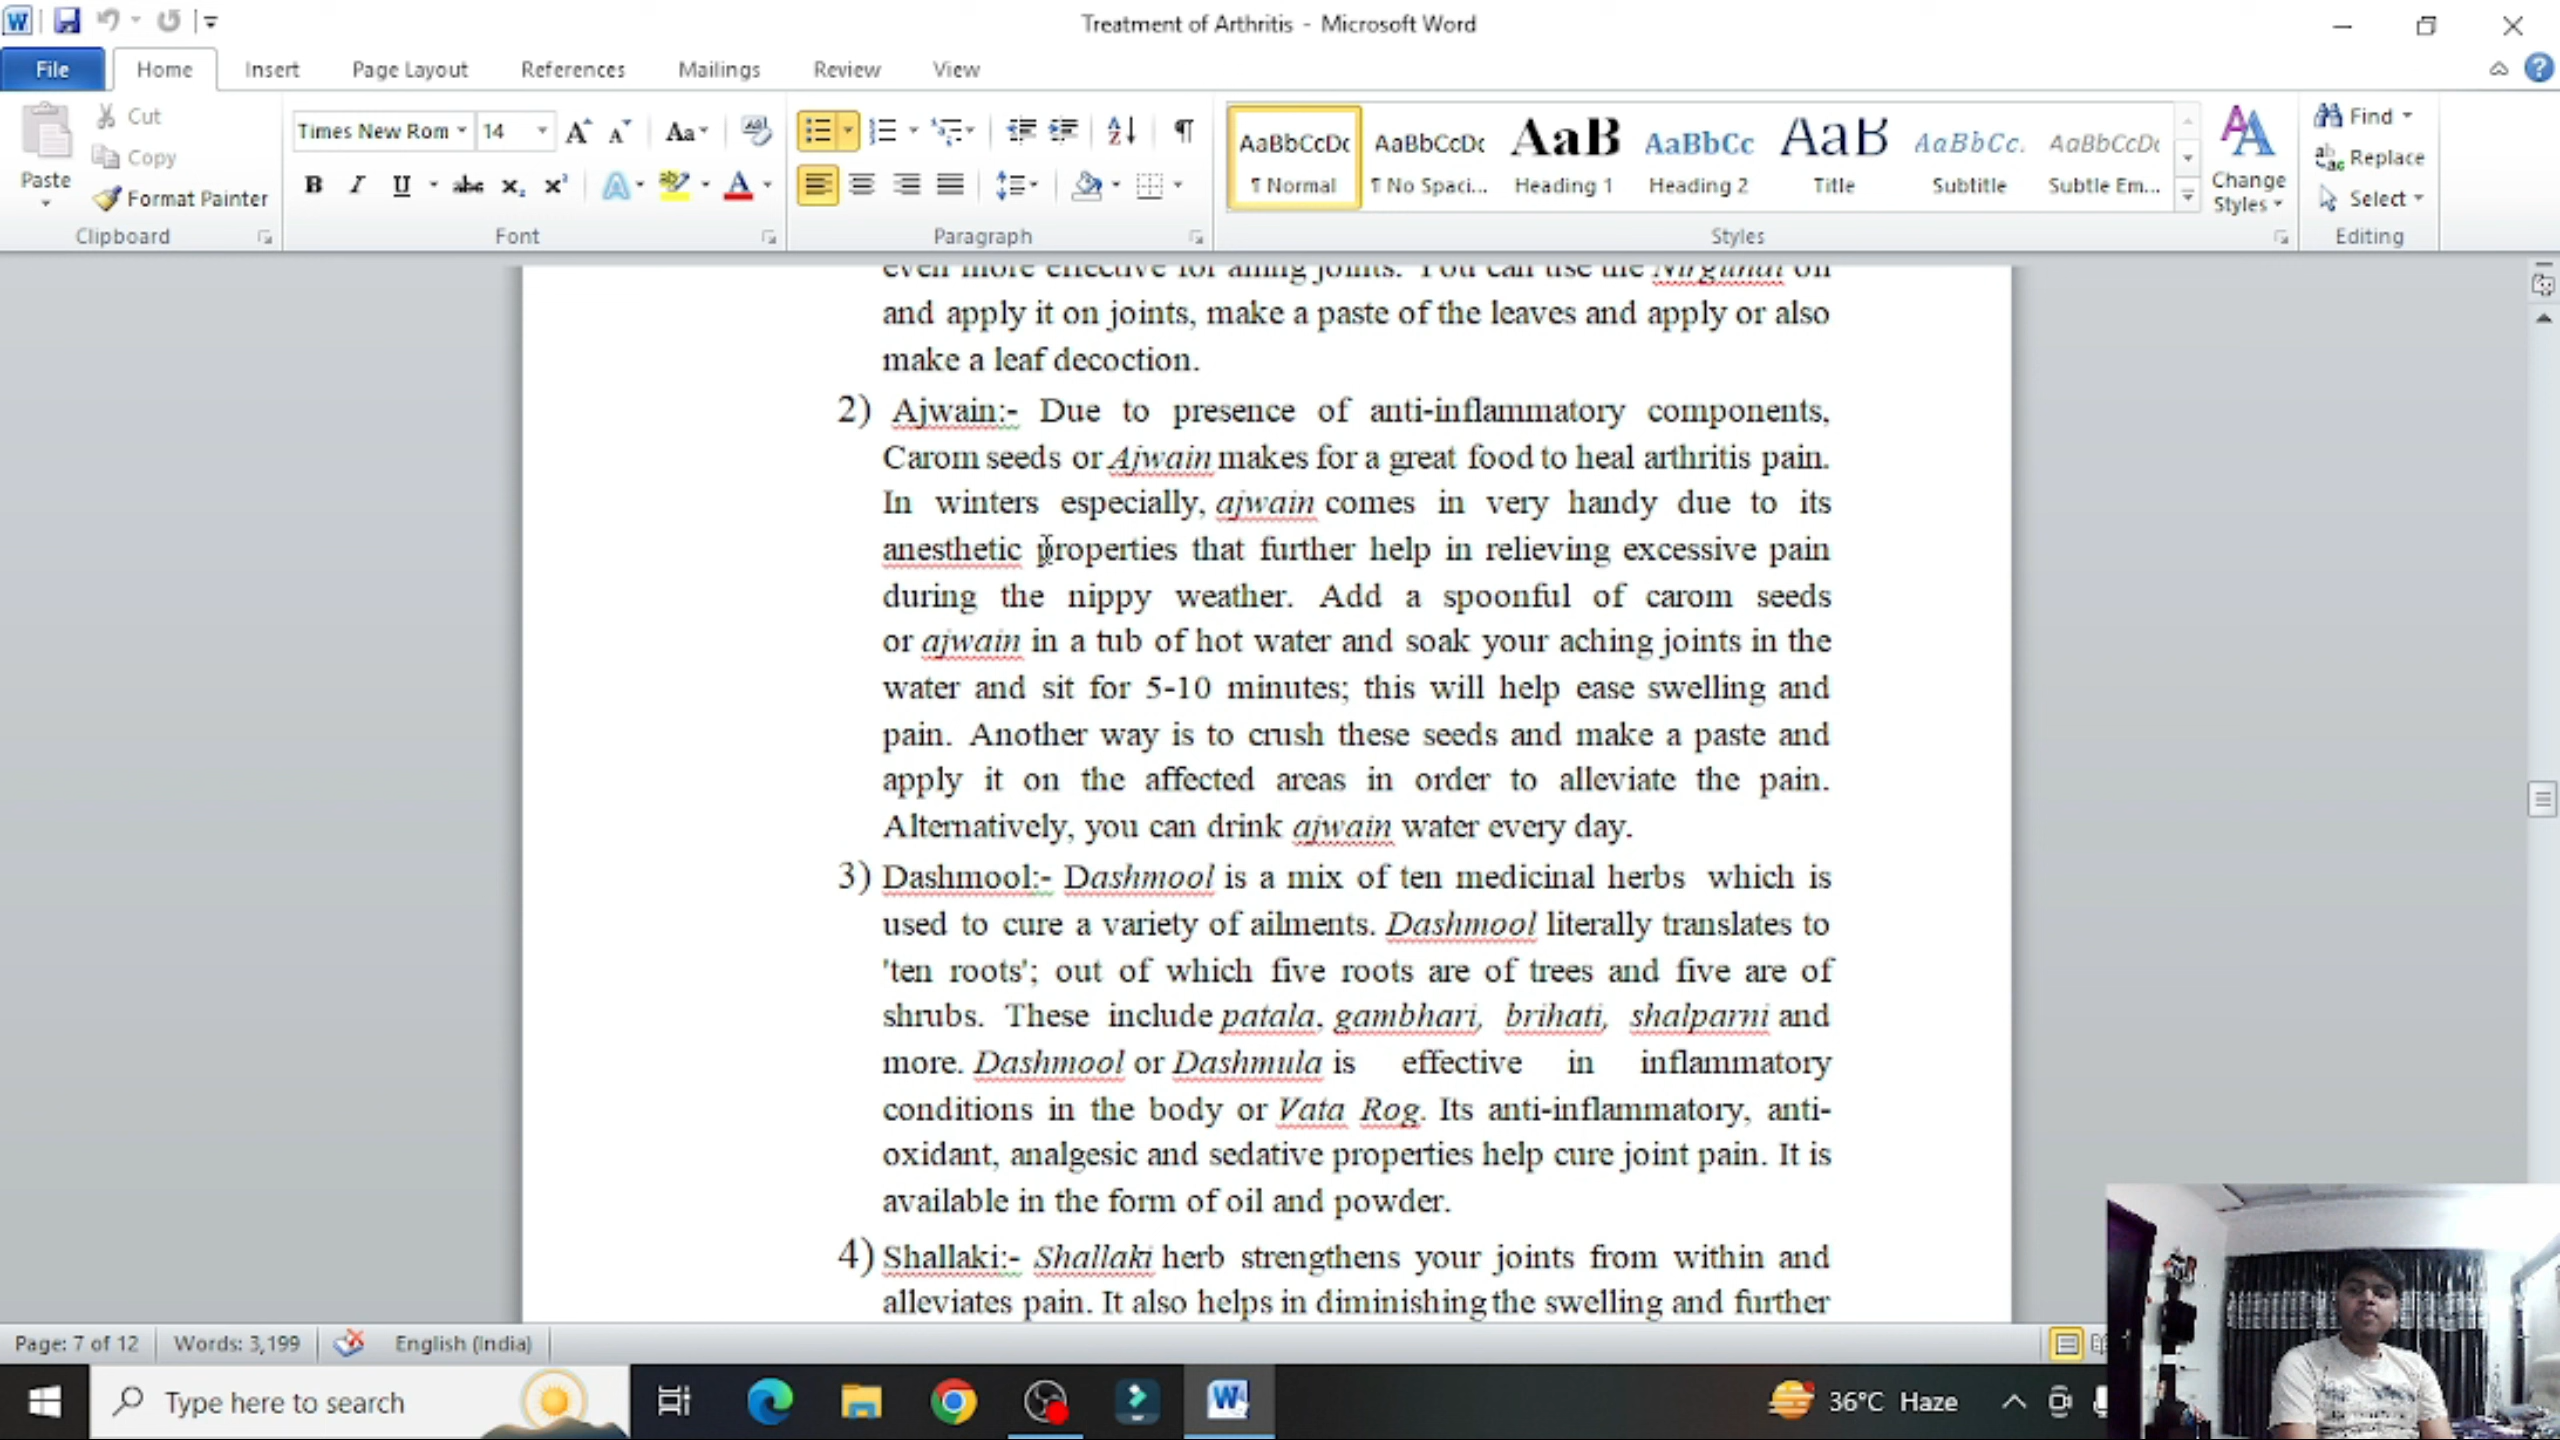 Treatment of Arthritis - Microsoft Word
File Home Insert Page Layout References Mailings Review View
Paste
Cut
Copy
Format Painter
Clipboard
Times New Rom 14
Font
Paragraph
AaBbCcDc AaBbCcDc AaB AaBbCc AaB AaBbCc. AaBbCcDc
¶ Normal ¶ No Spaci... Heading 1 Heading 2 Title Subtitle Subtle Em...
Change
Styles
Styles
Find
Replace
Select
Editing
even more effective for ailing joints. You can use the Nirgundi oil
and apply it on joints, make a paste of the leaves and apply or also
make a leaf decoction.
2) Ajwain:- Due to presence of anti-inflammatory components,
Carom seeds or Ajwain makes for a great food to heal arthritis pain.
In winters especially, ajwain comes in very handy due to its
anesthetic properties that further help in relieving excessive pain
during the nippy weather. Add a spoonful of carom seeds
or ajwain in a tub of hot water and soak your aching joints in the
water and sit for 5-10 minutes; this will help ease swelling and
pain. Another way is to crush these seeds and make a paste and
apply it on the affected areas in order to alleviate the pain.
Alternatively, you can drink ajwain water every day.
3) Dashmool:- Dashmool is a mix of ten medicinal herbs which is
used to cure a variety of ailments. Dashmool literally translates to
'ten roots'; out of which five roots are of trees and five are of
shrubs. These include patala, gambhari, brihati, shalparni and
more. Dashmool or Dashmula is effective in inflammatory
conditions in the body or Vata Rog. Its anti-inflammatory, anti-
oxidant, analgesic and sedative properties help cure joint pain. It is
available in the form of oil and powder.
4) Shallaki:- Shallaki herb strengthens your joints from within and
alleviates pain. It also helps in diminishing the swelling and further
Page: 7 of 12 Words: 3,199 English (India)
Type here to search
36°C Haze